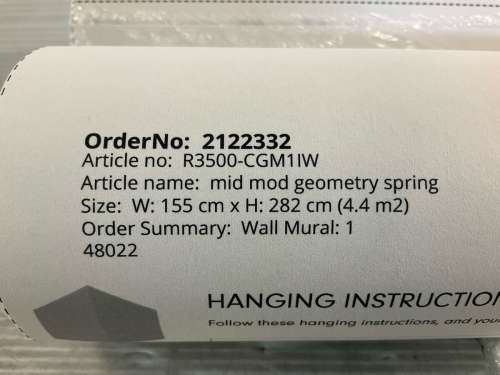 OrderNo: 2122332
Article no: R3500-CGM1IW
Article name: mid mod geometry spring
Size: W: 155 cm x H: 282 cm (4.4 m2)
Order Summary: Wall Mural: 1
48022
HANGING INSTRUCTION
Follow these hanging instructions, and you